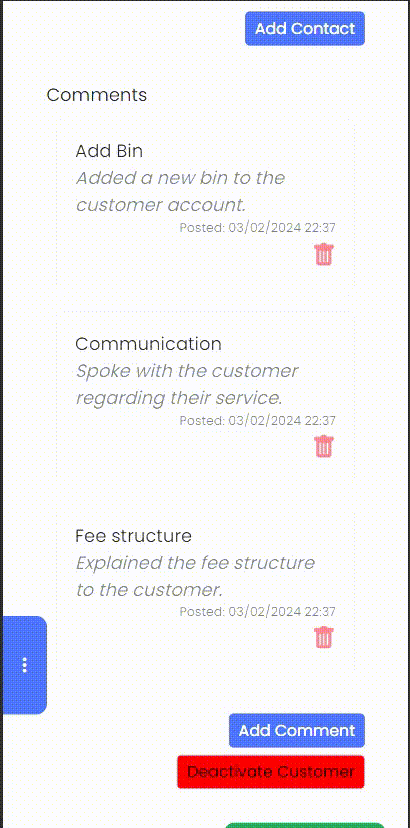 Add Contact
Comments
Add Bin
Added a new bin to the
customer account.
Posted: 03/02/2024 22:37
Communication
Spoke with the customer
regarding their service.
Posted: 03/02/2024 22:37
Fee structure
Explained the fee structure
to the customer.
Posted: 03/02/2024 22:37
Add Comment
Deactivate Customer